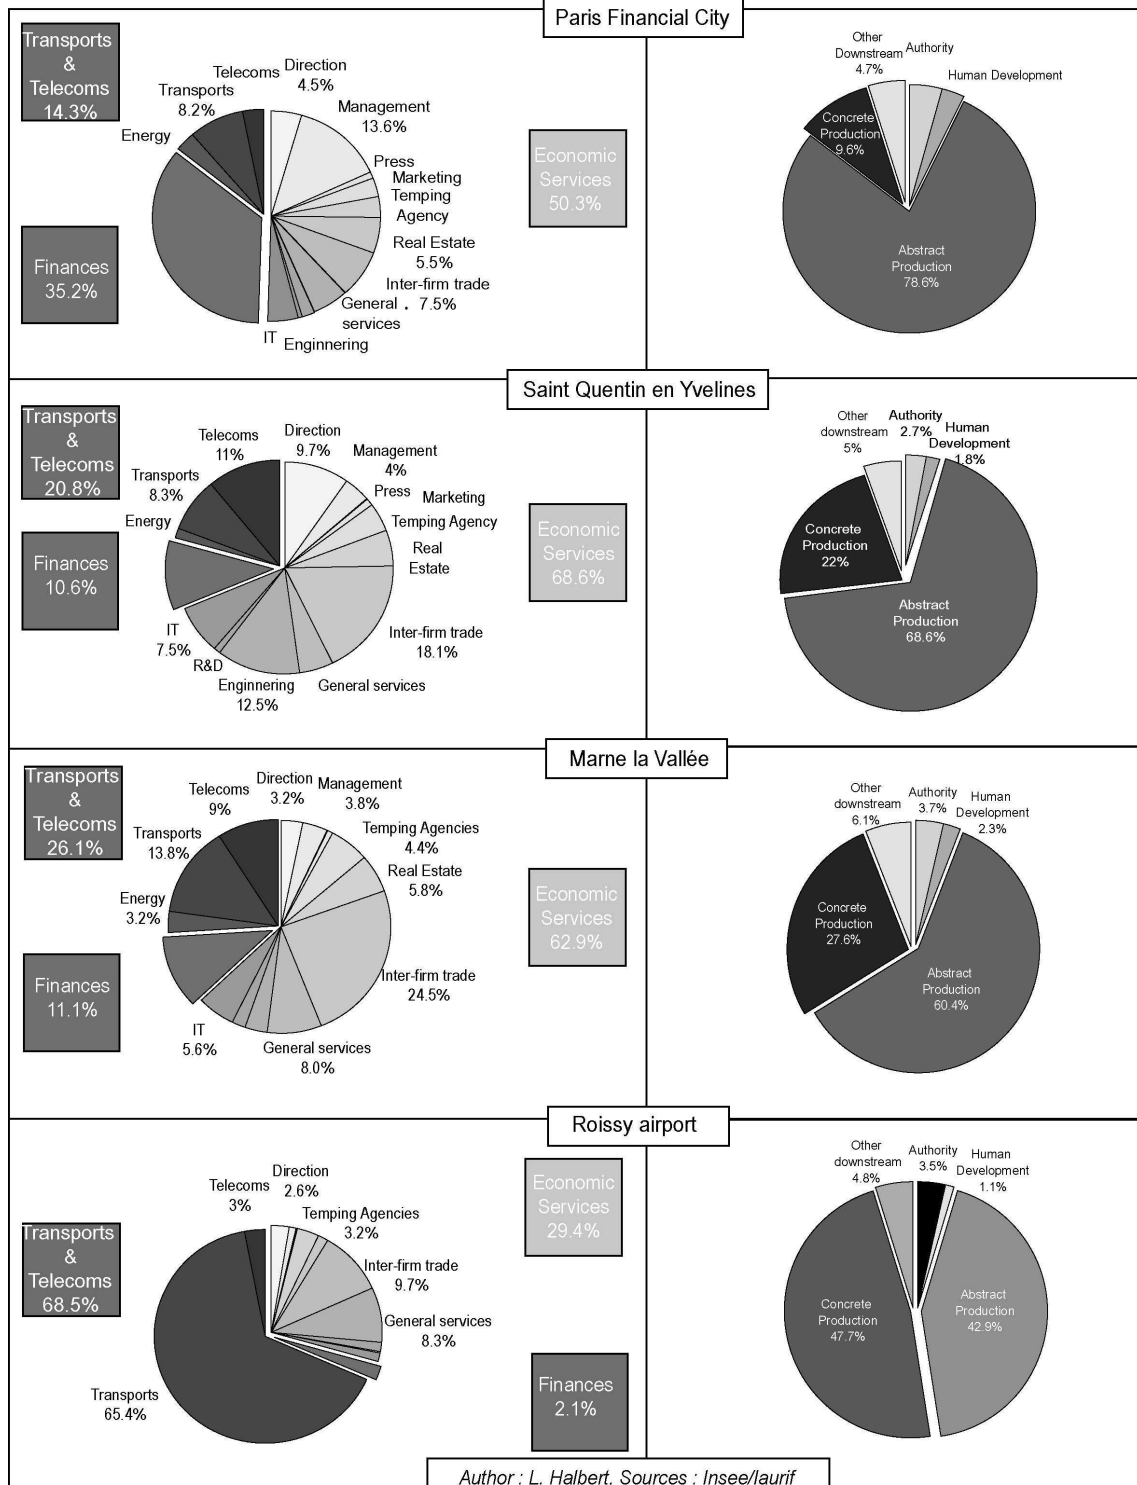 Paris Financial City
Transports
&
Telecoms
14.3%
Finances
35.2%
Energy
Transports
8.2%
Telecoms
Direction
4.5%
Management
13.6%
Press
Marketing
Temping
Agency
Real Estate
5.5%
Inter-firm trade
7.5%
General
services
Enginnering
IT
Economic
Services
50.3%
Other
Downstream
4.7%
Authority
Human Development
Concrete
Production
9.6%
Abstract
Production
78.6%
Saint Quentin en Yvelines
Transports
&
Telecoms
20.8%
Finances
10.6%
Energy
Transports
8.3%
Telecoms
11%
Direction
9.7%
Management
4%
Press
Marketing
Temping Agency
Real
Estate
Inter-firm trade
18.1%
General services
Enginnering
12.5%
R&D
IT
7.5%
Economic
Services
68.6%
Other
downstream
5%
Authority
2.7%
Human
Development
1.8%
Concrete
Production
22%
Abstract
Production
68.6%
Marne la Vallée
Transports
&
Telecoms
26.1%
Finances
11.1%
Energy
3.2%
Transports
13.8%
Telecoms
9%
Direction
3.2%
Management
3.8%
Temping Agencies
4.4%
Real Estate
5.8%
Inter-firm trade
24.5%
General services
8.0%
IT
5.6%
Economic
Services
62.9%
Other
downstream
6.1%
Authority
3.7%
Human
Development
2.3%
Concrete
Production
27.6%
Abstract
Production
60.4%
Roissy airport
Transports
&
Telecoms
68.5%
Telecoms
3%
Direction
2.6%
Temping Agencies
3.2%
Inter-firm trade
9.7%
General services
8.3%
Transports
65.4%
Economic
Services
29.4%
Finances
2.1%
Other
downstream
4.8%
Authority
3.5%
Human
Development
1.1%
Concrete
Production
47.7%
Abstract
Production
42.9%
Author : L. Halbert. Sources : Insee/Iaurif